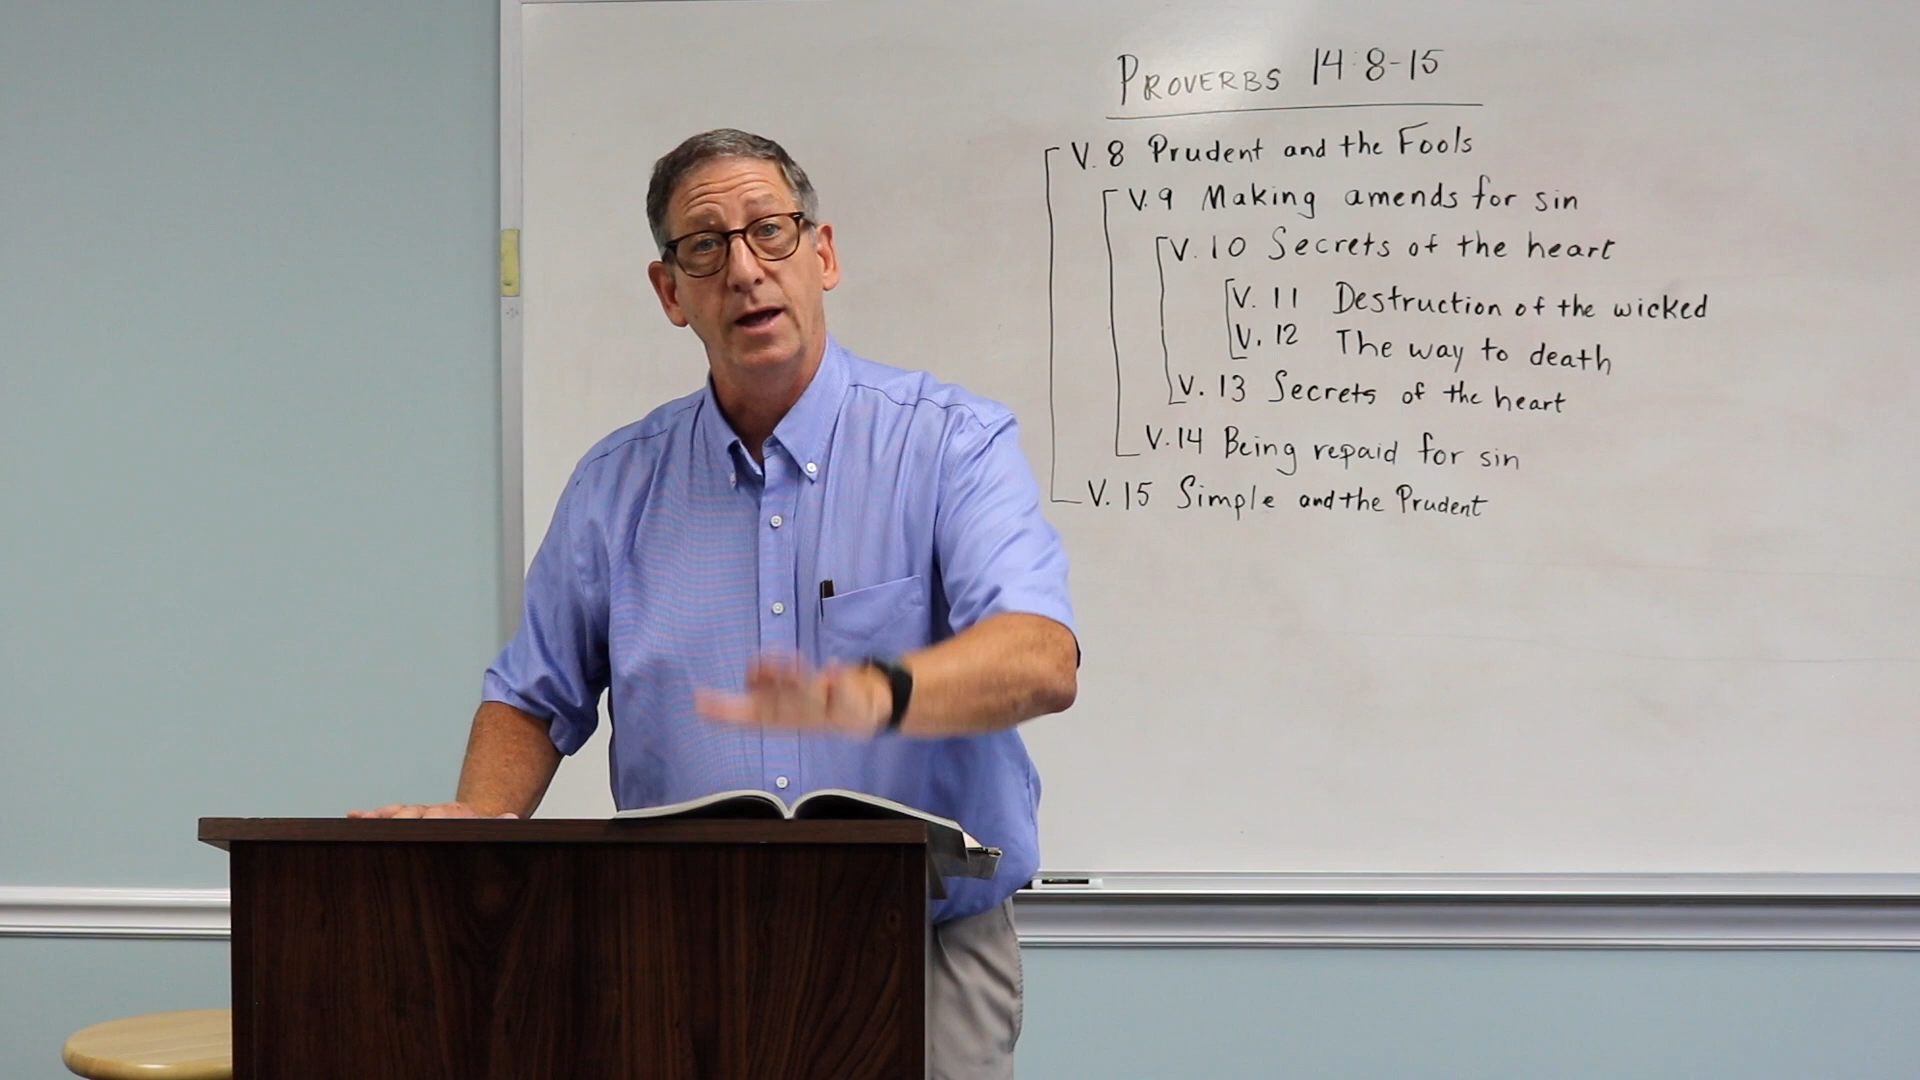 PROVERBS 14:8-15
V. 8 Prudent and the Fools
V. 9 Making amends for sin
V. 10 Secrets of the heart
V. 11 Destruction of the wicked
V. 12 The way to death
V. 13 Secrets of the heart
V. 14 Being repaid for sin
V. 15 Simple and the Prudent